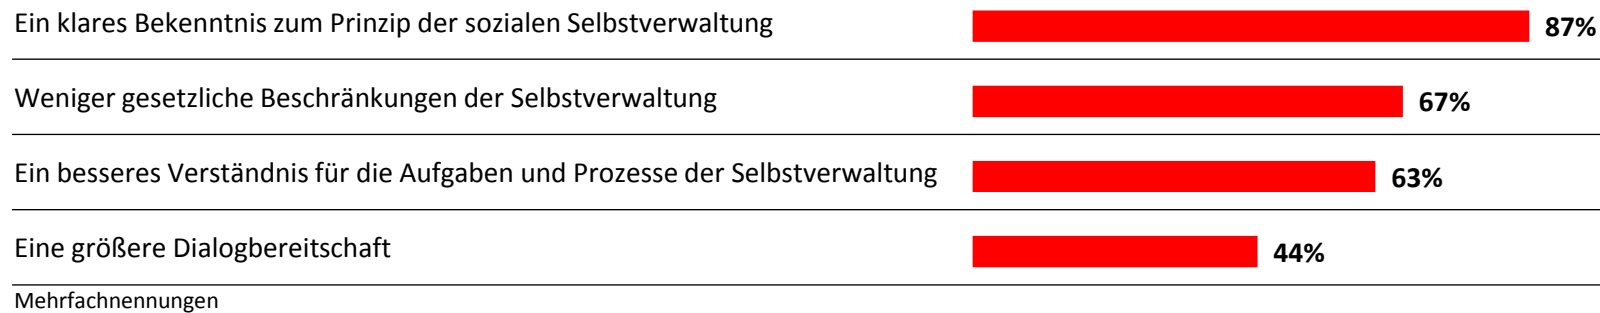 Ein klares Bekenntnis zum Prinzip der sozialen Selbstverwaltung 87%
Weniger gesetzliche Beschränkungen der Selbstverwaltung 67%
Ein besseres Verständnis für die Aufgaben und Prozesse der Selbstverwaltung 63%
Eine größere Dialogbereitschaft 44%
Mehrfachnennungen